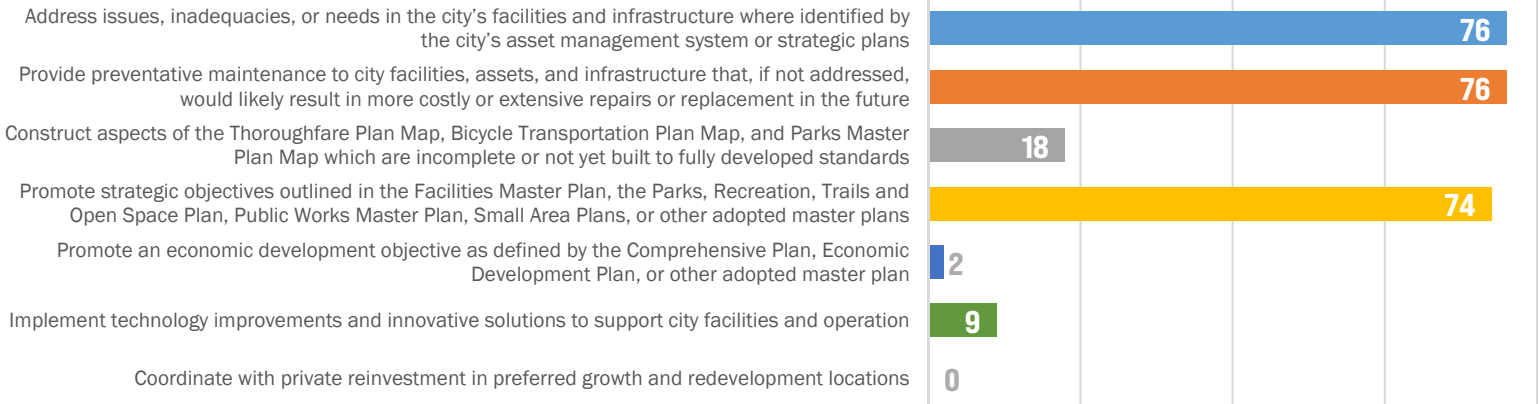 Address issues, inadequacies, or needs in the city’s facilities and infrastructure where identified by
the city’s asset management system or strategic plans
76
Provide preventative maintenance to city facilities, assets, and infrastructure that, if not addressed,
would likely result in more costly or extensive repairs or replacement in the future
76
Construct aspects of the Thoroughfare Plan Map, Bicycle Transportation Plan Map, and Parks Master
Plan Map which are incomplete or not yet built to fully developed standards
18
Promote strategic objectives outlined in the Facilities Master Plan, the Parks, Recreation, Trails and
Open Space Plan, Public Works Master Plan, Small Area Plans, or other adopted master plans
74
Promote an economic development objective as defined by the Comprehensive Plan, Economic
Development Plan, or other adopted master plan
2
Implement technology improvements and innovative solutions to support city facilities and operation
9
Coordinate with private reinvestment in preferred growth and redevelopment locations
0